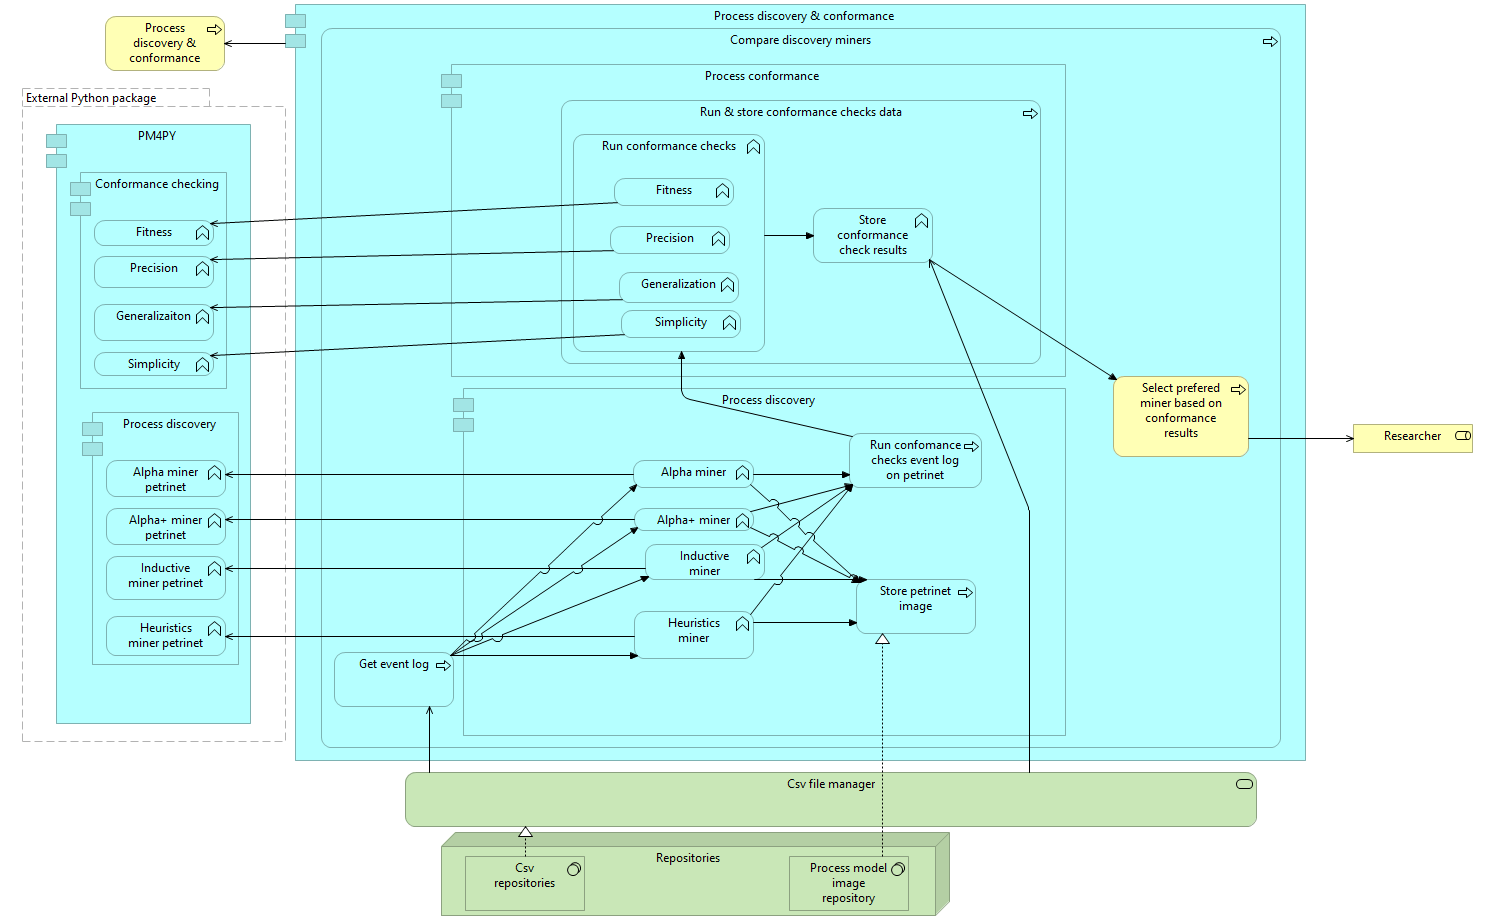 Process
discovery &
conformance
Process discovery & conformance
Compare discovery miners
External Python package
PM4PY
Conformance checking
Fitness
Precision
Generalizaiton
Simplicity
Process discovery
Alpha miner
petrinet
Alpha+ miner
petrinet
Inductive
miner petrinet
Heuristics
miner petrinet
Process conformance
Run & store conformance checks data
Run conformance checks
Fitness
Precision
Generalization
Simplicity
Store
conformance
check results
Process discovery
Run confomance
checks event log
on petrinet
Alpha miner
Alpha+ miner
Inductive
miner
Heuristics
miner
Store petrinet
image
Get event log
Select prefered
miner based on
conformance
results
Researcher
Csv file manager
Repositories
Csv
repositories
Process model
image
repository